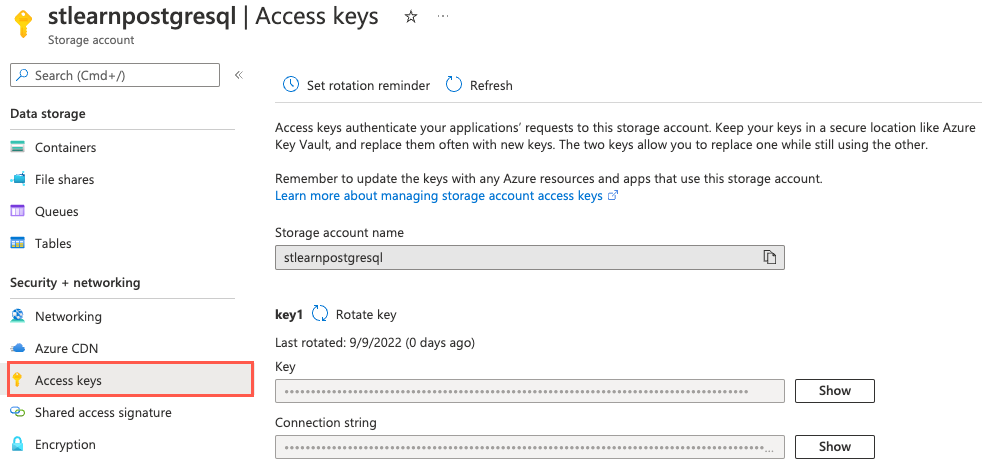 stlearnpostgresql | Access keys
Storage account
Search (Cmd+/)
Data storage
Containers
File shares
Queues
Tables
Security + networking
Networking
Azure CDN
Access keys
Shared access signature
Encryption
Set rotation reminder
Refresh
Access keys authenticate your applications' requests to this storage account. Keep your keys in a secure location like Azure
Key Vault, and replace them often with new keys. The two keys allow you to replace one while still using the other.
Remember to update the keys with any Azure resources and apps that use this storage account.
Learn more about managing storage account access keys
Storage account name
stlearnpostgresql
key1 Rotate key
Last rotated: 9/9/2022 (0 days ago)
Key
Show
Connection string
Show